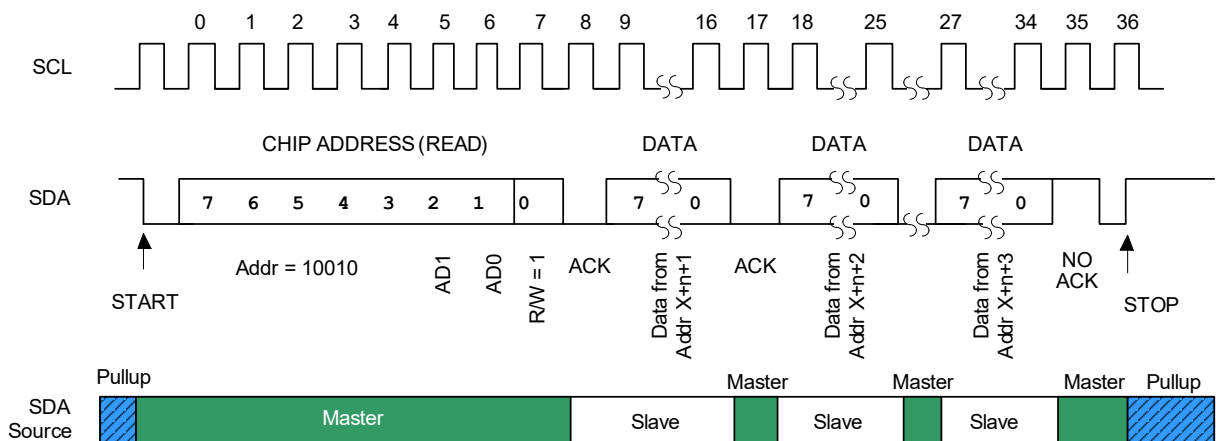 0 1 2 3 4 5 6 7 8 9 16 17 18 25 27 34 35 36
SCL
CHIP ADDRESS (READ) DATA DATA DATA
SDA
7 6 5 4 3 2 1 0 7 0 7 0 7 0
START
Addr = 10010
AD1
AD0
R/W = 1
ACK
Data from
Addr X+n+1
ACK
Data from
Addr X+n+2
Data from
Addr X+n+3
NO
ACK
STOP
Pullup Master Master Master Pullup
SDA
Source
Master Slave Slave Slave